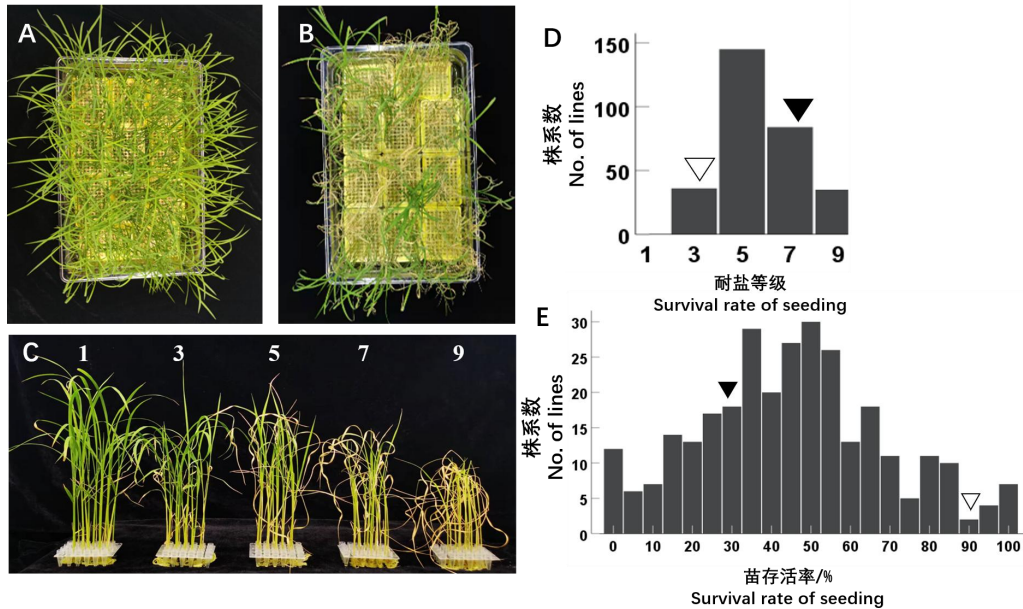 A
B
C
1 3 5 7 9
D
株系数
No. of lines
150
100
50
0
1 3 5 7 9
耐盐等级
Survival rate of seeding
E
株系数
No. of lines
30
25
20
15
10
5
0
0 10 20 30 40 50 60 70 80 90 100
苗存活率/%
Survival rate of seeding